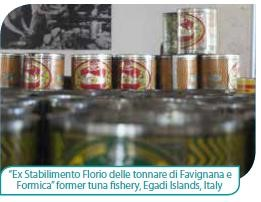 "Ex Stabilimento Florio delle tonnare di Favignana e
Formica" former tuna fishery, Egadi Islands, Italy